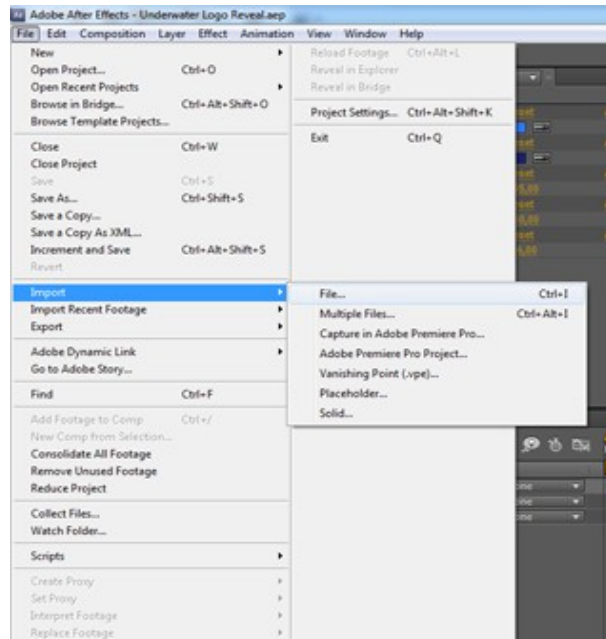 Adobe After Effects - Underwater Logo Reveal.aep
File Edit Composition Layer Effect Animation View Window Help
New
Open Project... Ctrl+O
Open Recent Projects
Browse in Bridge... Ctrl+Alt+Shift+O
Browse Template Projects...
Close Ctrl+W
Close Project
Save Ctrl+S
Save As... Ctrl+Shift+S
Save a Copy...
Save a Copy As XML...
Increment and Save Ctrl+Alt+Shift+S
Revert
Import
Import Recent Footage
Export
Adobe Dynamic Link
Go to Adobe Story...
Find Ctrl+F
Add Footage to Comp Ctrl+/
New Comp from Selection...
Consolidate All Footage
Remove Unused Footage
Reduce Project
Collect Files...
Watch Folder...
Scripts
Create Proxy
Set Proxy
Interpret Footage
Replace Footage
Reload Footage Ctrl+Alt+L
Reveal in Explorer
Reveal in Bridge
Project Settings... Ctrl+Alt+Shift+K
Exit Ctrl+Q
File... Ctrl+I
Multiple Files... Ctrl+Alt+I
Capture in Adobe Premiere Pro...
Adobe Premiere Pro Project...
Vanishing Point (.vpe)...
Placeholder...
Solid...